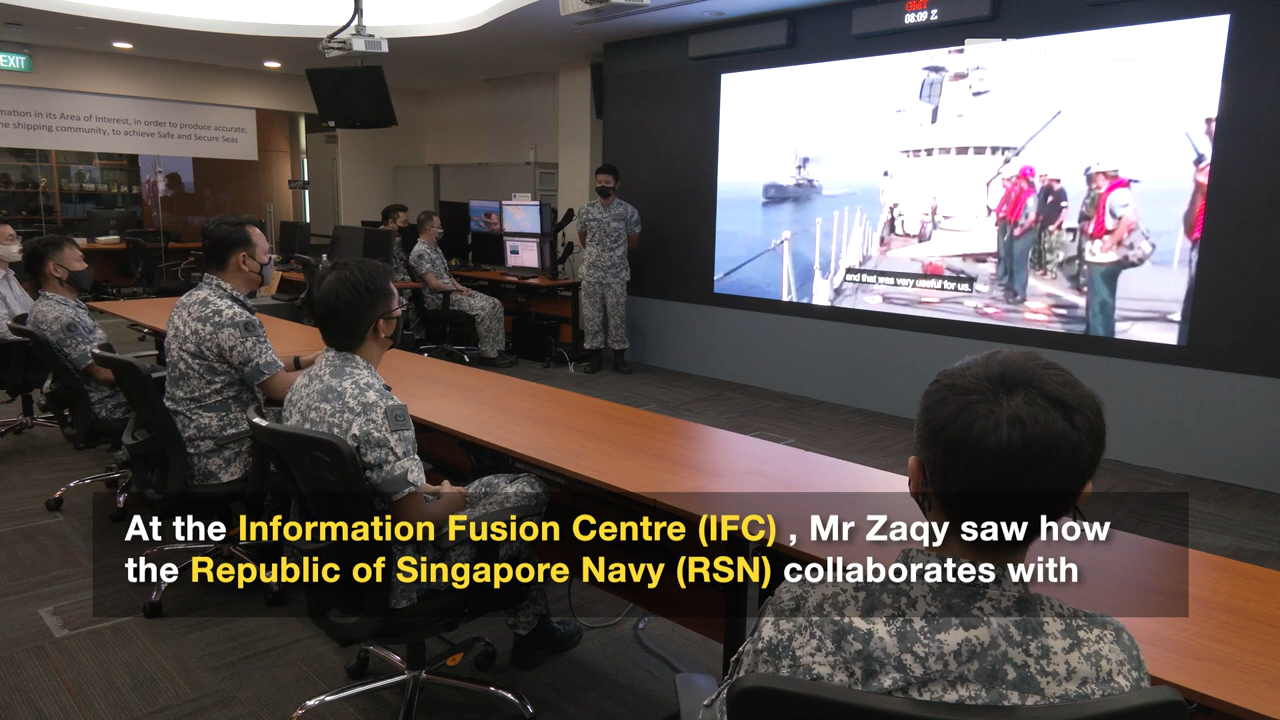 GMT
08:09 Z
EXIT
mation in its Area of Interest, in order to produce accurate,
he shipping community, to achieve Safe and Secure Seas
and that was very useful for us.
At the Information Fusion Centre (IFC) , Mr Zaqy saw how
the Republic of Singapore Navy (RSN) collaborates with